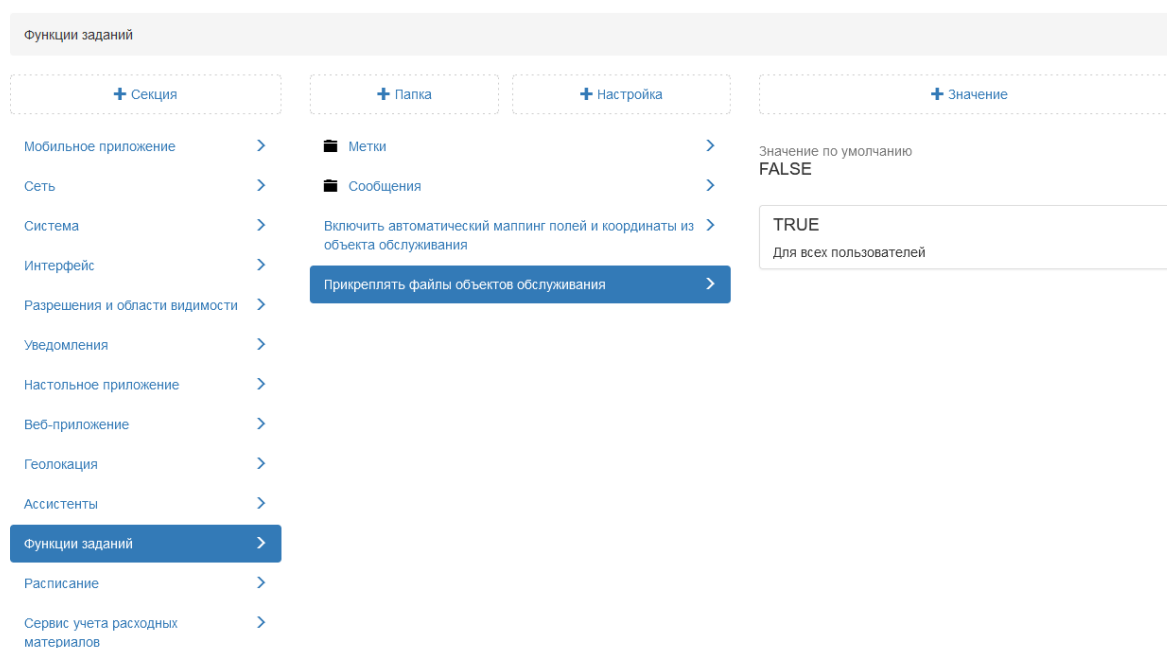 Функции заданий
Секция
Папка
Настройка
Значение
Мобильное приложение
Сеть
Система
Интерфейс
Разрешения и области видимости
Уведомления
Настольное приложение
Веб-приложение
Геолокация
Ассистенты
Функции заданий
Расписание
Сервис учета расходных
материалов
Метки
Сообщения
Включить автоматический маппинг полей и координаты из
объекта обслуживания
Прикреплять файлы объектов обслуживания
Значение по умолчанию
FALSE
TRUE
Для всех пользователей